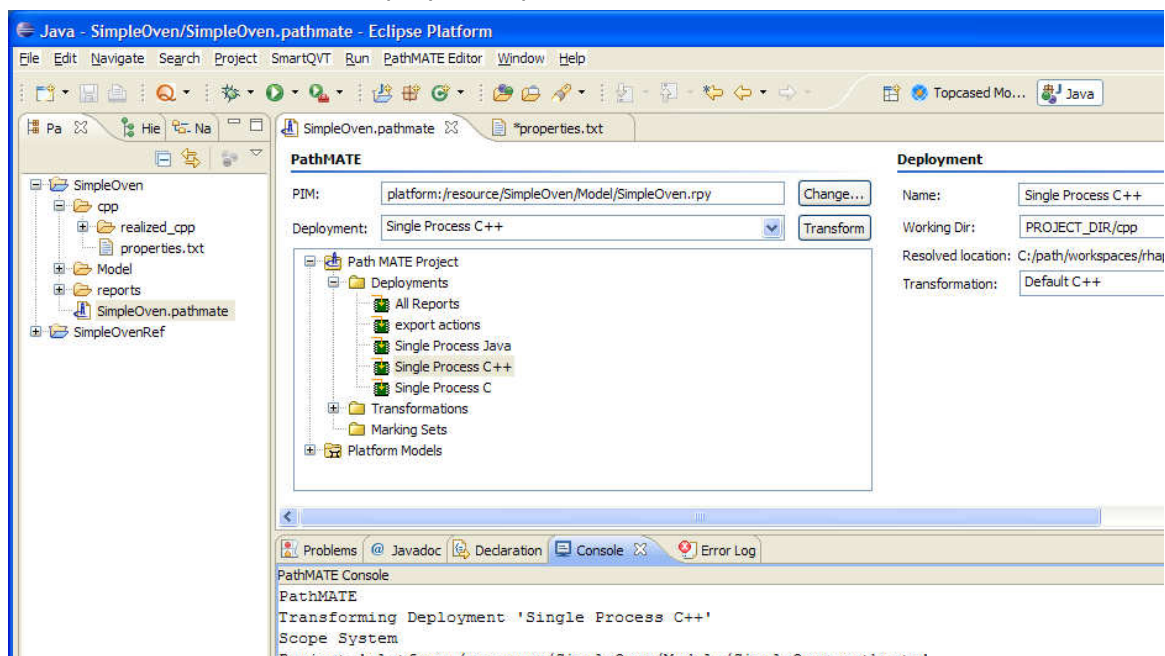 Java - SimpleOven/SimpleOven.pathmate - Eclipse Platform
File Edit Navigate Search Project SmartQVT Run PathMATE Editor Window Help
Topcased Mo... Java
Pa Hie Na
SimpleOven.pathmate *properties.txt
SimpleOven
cpp
realized_cpp
properties.txt
Model
reports
SimpleOven.pathmate
SimpleOvenRef
PathMATE
PIM: platform:/resource/SimpleOven/Model/SimpleOven.rpy Change...
Deployment: Single Process C++ Transform
Path MATE Project
Deployments
All Reports
export actions
Single Process Java
Single Process C++
Single Process C
Transformations
Marking Sets
Platform Models
Deployment
Name: Single Process C++
Working Dir: PROJECT_DIR/cpp
Resolved location: C:/path/workspaces/rhap
Transformation: Default C++
Problems @ Javadoc Declaration Console Error Log
PathMATE Console
PathMATE
Transforming Deployment 'Single Process C++'
Scope System